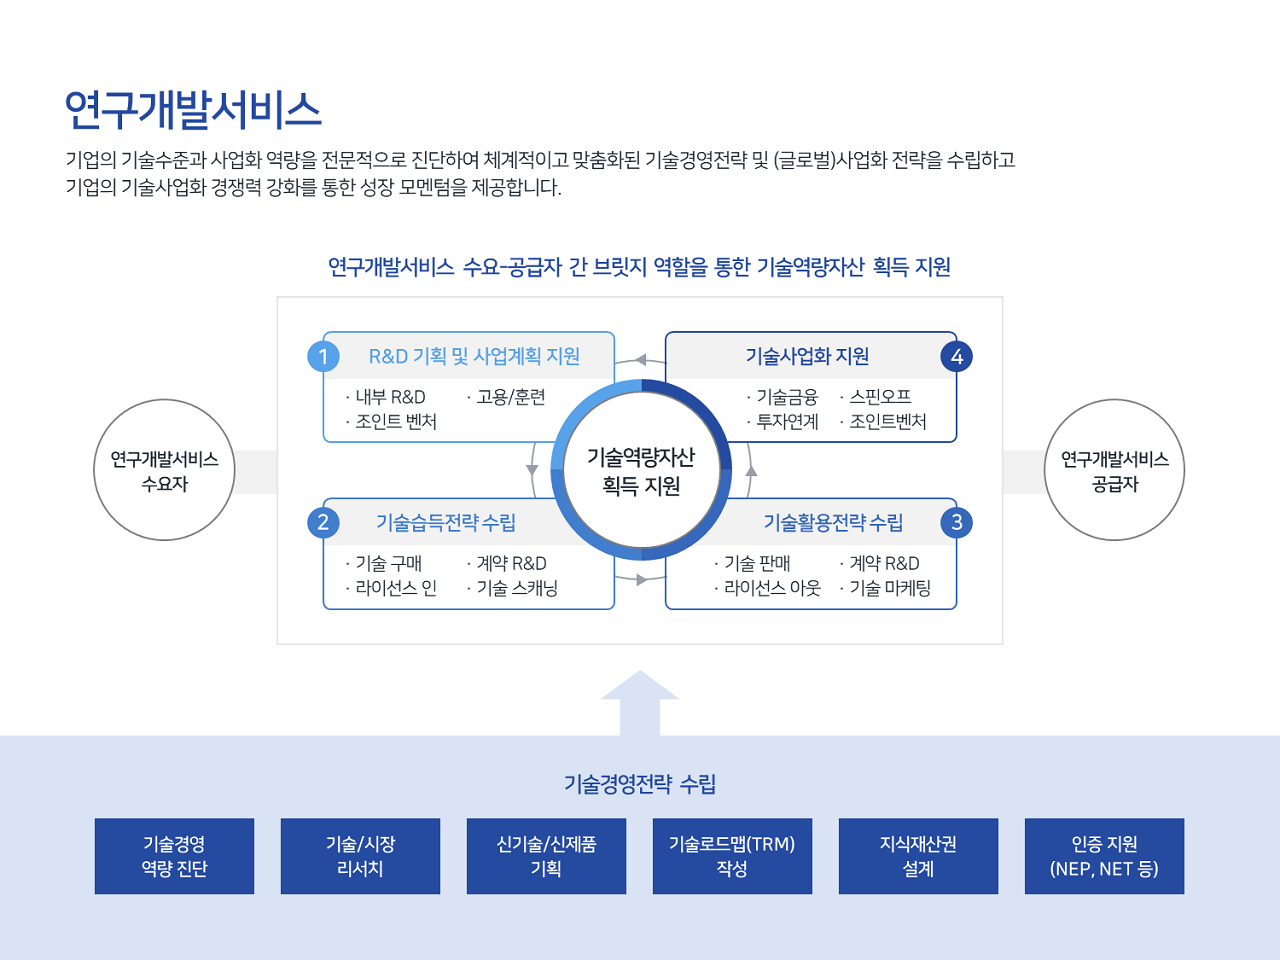 연구개발서비스
기업의 기술수준과 사업화 역량을 전문적으로 진단하여 체계적이고 맞춤화된 기술경영전략 및 (글로벌)사업화 전략을 수립하고
기업의 기술사업화 경쟁력 강화를 통한 성장 모멘텀을 제공합니다.
연구개발서비스 수요-공급자 간 브릿지 역할을 통한 기술역량자산 획득 지원
연구개발서비스
수요자
1
R&D 기획 및 사업계획 지원
· 내부 R&D
· 고용/훈련
· 조인트 벤처
기술사업화 지원
4
· 기술금융
· 스핀오프
· 투자연계
· 조인트벤처
기술역량자산
획득 지원
2
기술습득전략 수립
· 기술 구매
· 계약 R&D
· 라이선스 인
· 기술 스캐닝
기술활용전략 수립
3
· 기술 판매
· 계약 R&D
· 라이선스 아웃
· 기술 마케팅
연구개발서비스
공급자
기술경영전략 수립
기술경영
역량 진단
기술/시장
리서치
신기술/신제품
기획
기술로드맵(TRM)
작성
지식재산권
설계
인증 지원
(NEP, NET 등)